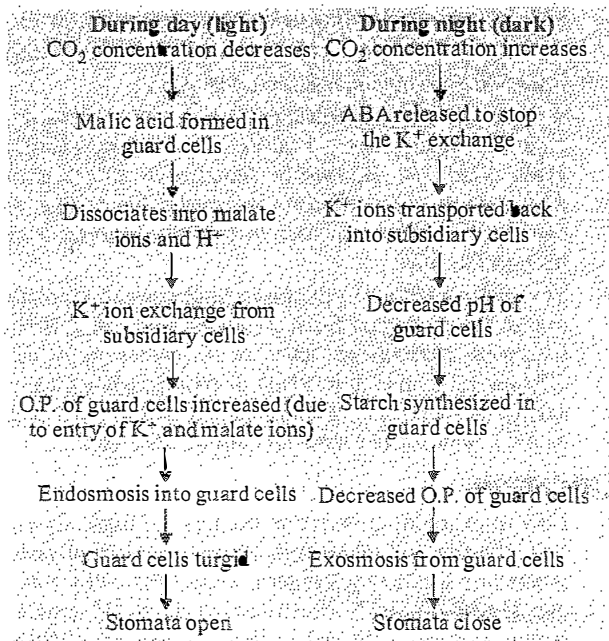 During day (light)
CO₂ concentration decreases
Malic acid formed in
guard cells
Dissociates into malate
ions and H⁺
K⁺ ion exchange from
subsidiary cells
O.P. of guard cells increased (due
to entry of K⁺ and malate ions)
Endosmosis into guard cells
Guard cells turgid
Stomata open
During night (dark)
CO₂ concentration increases
ABA released to stop
the K⁺ exchange
K⁺ ions transported back
into subsidiary cells
Decreased pH of
guard cells
Starch synthesized in
guard cells
Decreased O.P. of guard cells
Exosmosis from guard cells
Stomata close